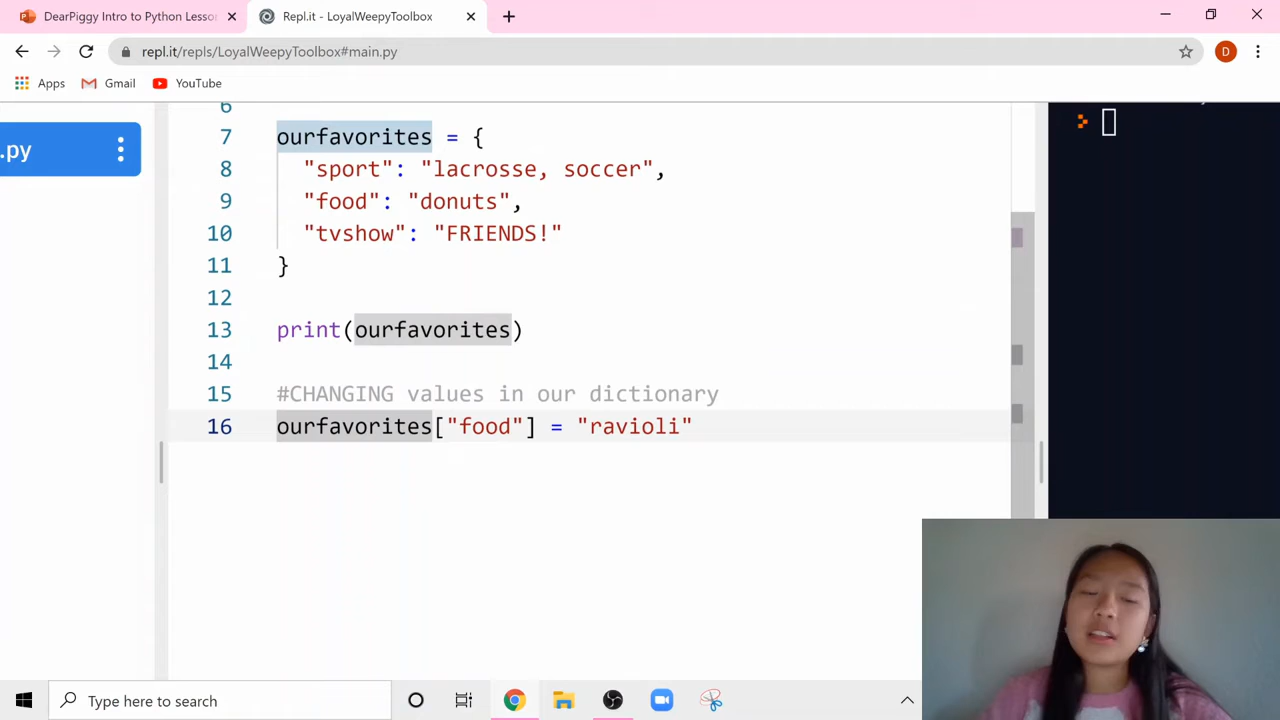 DearPiggy Intro to Python Lesso
Repl.it - LoyalWeepyToolbox
repl.it/repls/LoyalWeepyToolbox#main.py
D
Apps
Gmail
YouTube
.py
6
7 ourfavorites = {
8 "sport": "lacrosse, soccer",
9 "food": "donuts",
10 "tvshow": "FRIENDS!"
11 }
12
13 print(ourfavorites)
14
15 #CHANGING values in our dictionary
16 ourfavorites["food"] = "ravioli"
Type here to search